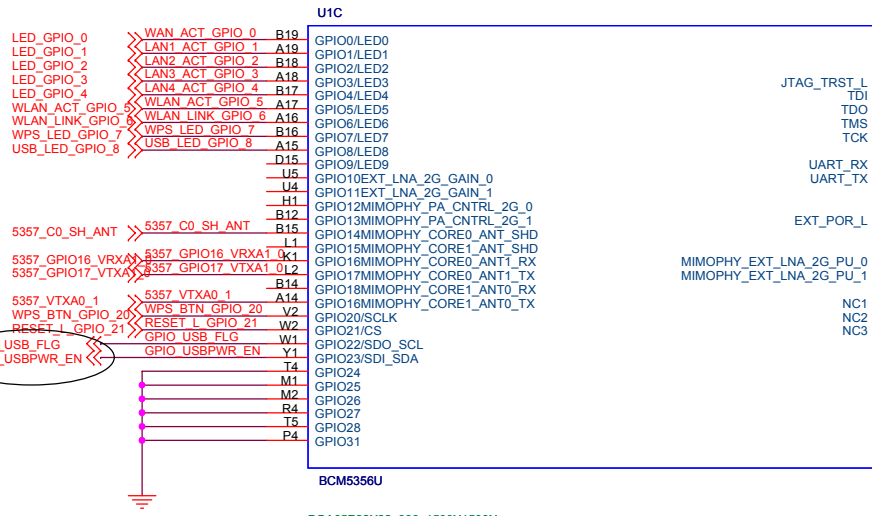 U1C
LED_GPIO_0 WAN_ACT_GPIO_0 B19 GPIO0/LED0
LED_GPIO_1 LAN1_ACT_GPIO_1 A19 GPIO1/LED1
LED_GPIO_2 LAN2_ACT_GPIO_2 B18 GPIO2/LED2
LED_GPIO_3 LAN3_ACT_GPIO_3 A18 GPIO3/LED3 JTAG_TRST_L
LED_GPIO_4 LAN4_ACT_GPIO_4 B17 GPIO4/LED4 TDI
WLAN_ACT_GPIO_5 WLAN_ACT_GPIO_5 A17 GPIO5/LED5 TDO
WLAN_LINK_GPIO_6 WLAN_LINK_GPIO_6 A16 GPIO6/LED6 TMS
WPS_LED_GPIO_7 WPS_LED_GPIO_7 B16 GPIO7/LED7 TCK
USB_LED_GPIO_8 USB_LED_GPIO_8 A15 GPIO8/LED8
D15 GPIO9/LED9 UART_RX
U5 GPIO10EXT_LNA_2G_GAIN_0 UART_TX
U4 GPIO11EXT_LNA_2G_GAIN_1
H1 GPIO12MIMOPHY_PA_CNTRL_2G_0
B12 GPIO13MIMOPHY_PA_CNTRL_2G_1 EXT_POR_L
5357_C0_SH_ANT 5357_C0_SH_ANT B15 GPIO14MIMOPHY_CORE0_ANT_SHD
L1 GPIO15MIMOPHY_CORE1_ANT_SHD
5357_GPIO16_VRXA1_0 5357_GPIO16_VRXA1_0 K1 GPIO16MIMOPHY_CORE0_ANT1_RX MIMOPHY_EXT_LNA_2G_PU_0
5357_GPIO17_VTXA1_0 5357_GPIO17_VTXA1_0 L2 GPIO17MIMOPHY_CORE0_ANT1_TX MIMOPHY_EXT_LNA_2G_PU_1
B14 GPIO18MIMOPHY_CORE1_ANT0_RX
5357_VTXA0_1 5357_VTXA0_1 A14 GPIO16MIMOPHY_CORE1_ANT0_TX NC1
WPS_BTN_GPIO_20 WPS_BTN_GPIO_20 V2 GPIO20/SCLK NC2
RESET_L_GPIO_21 RESET_L_GPIO_21 W2 GPIO21/CS NC3
_USB_FLG GPIO_USB_FLG W1 GPIO22/SDO_SCL
_USBPWR_EN GPIO_USBPWR_EN Y1 GPIO23/SDI_SDA
T4 GPIO24
M1 GPIO25
M2 GPIO26
R4 GPIO27
T5 GPIO28
P4 GPIO31
BCM5356U